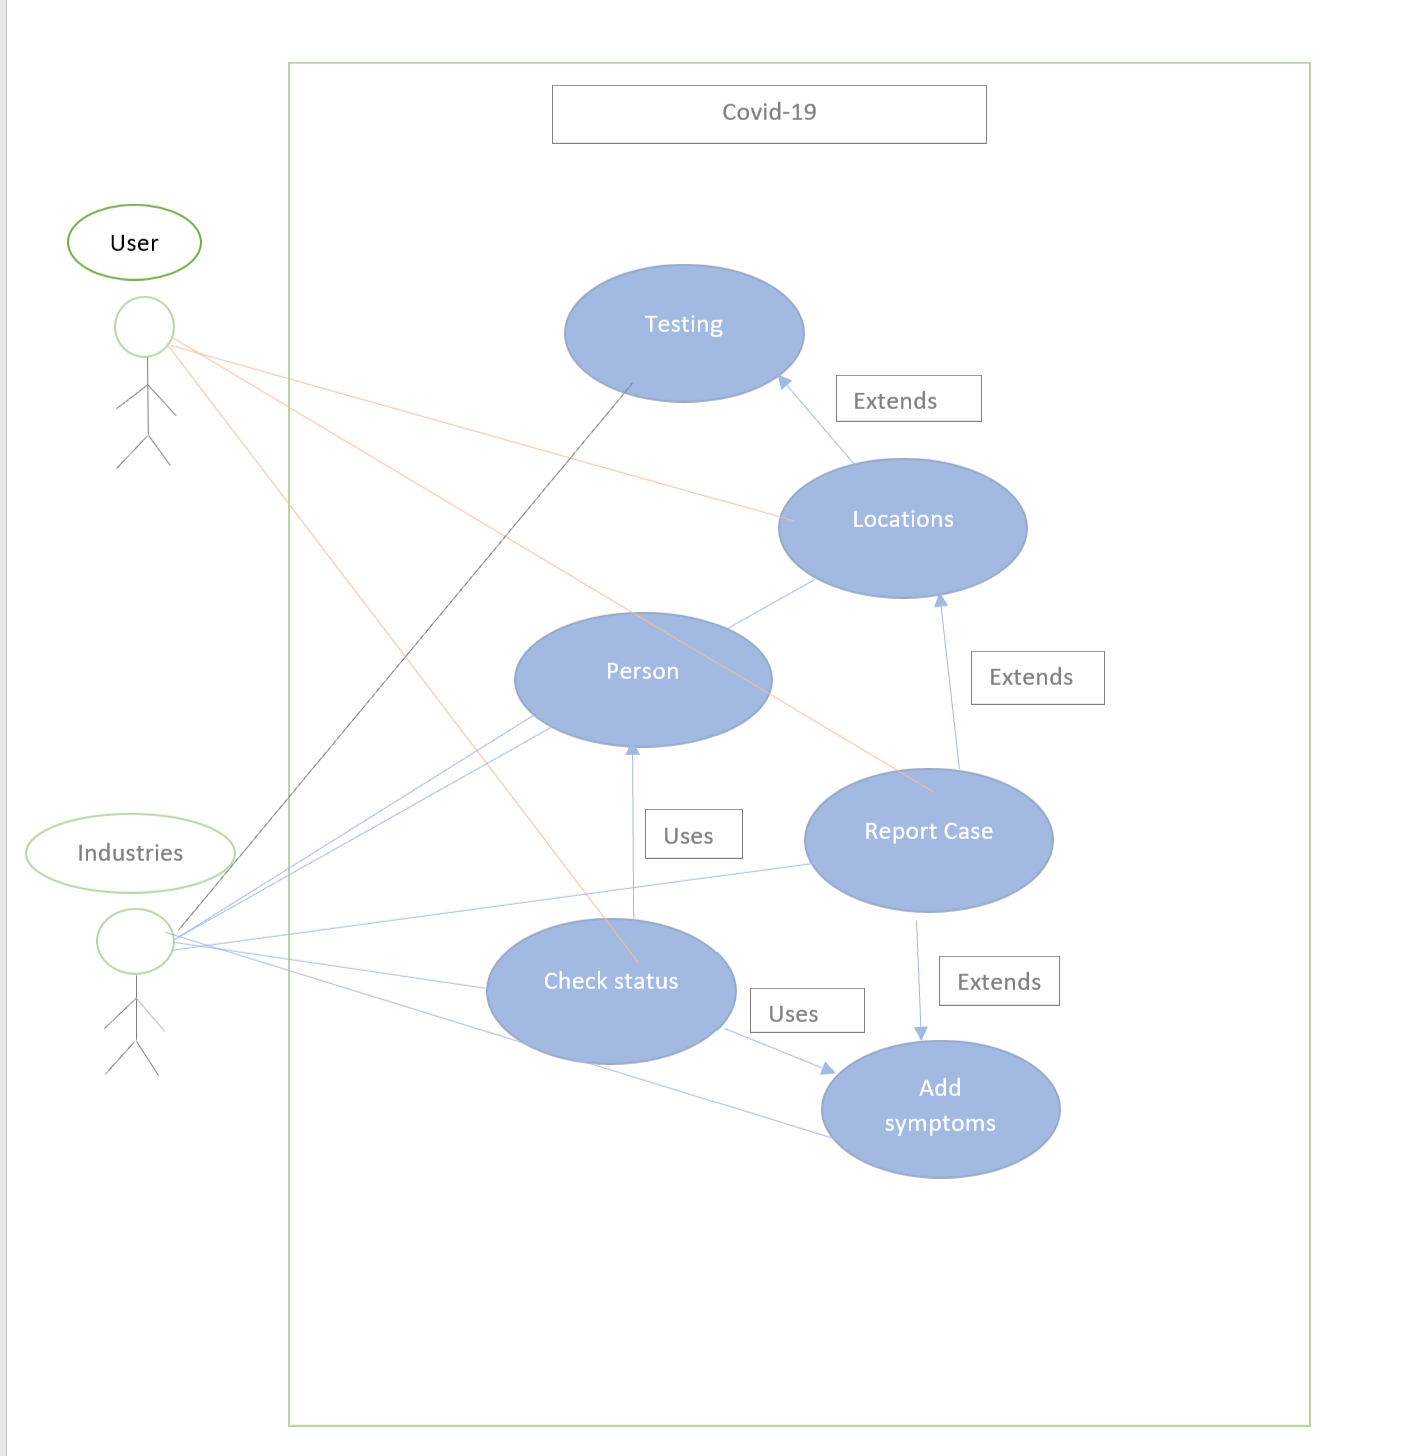 Covid-19
User
Testing
Extends
Locations
Person
Extends
Uses
Report Case
Industries
Check status
Extends
Uses
Add
symptoms